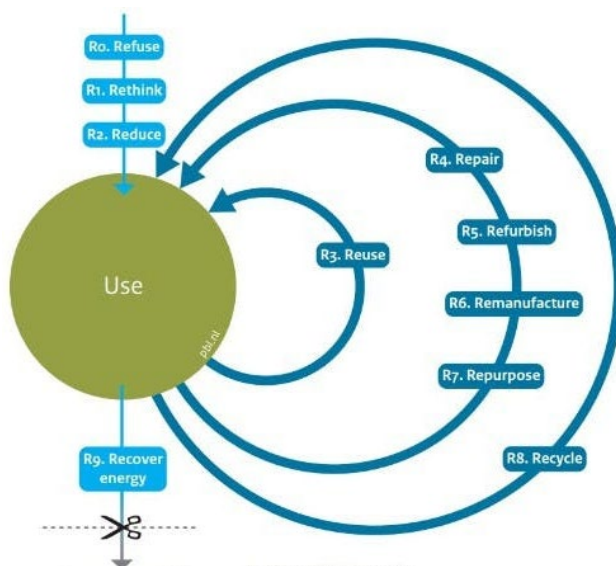 R0. Refuse
R1. Rethink
R2. Reduce
R4. Repair
R5. Refurbish
R3. Reuse
Use
R6. Remanufacture
pbl.nl
R7. Repurpose
R8. Recycle
R9. Recover
energy